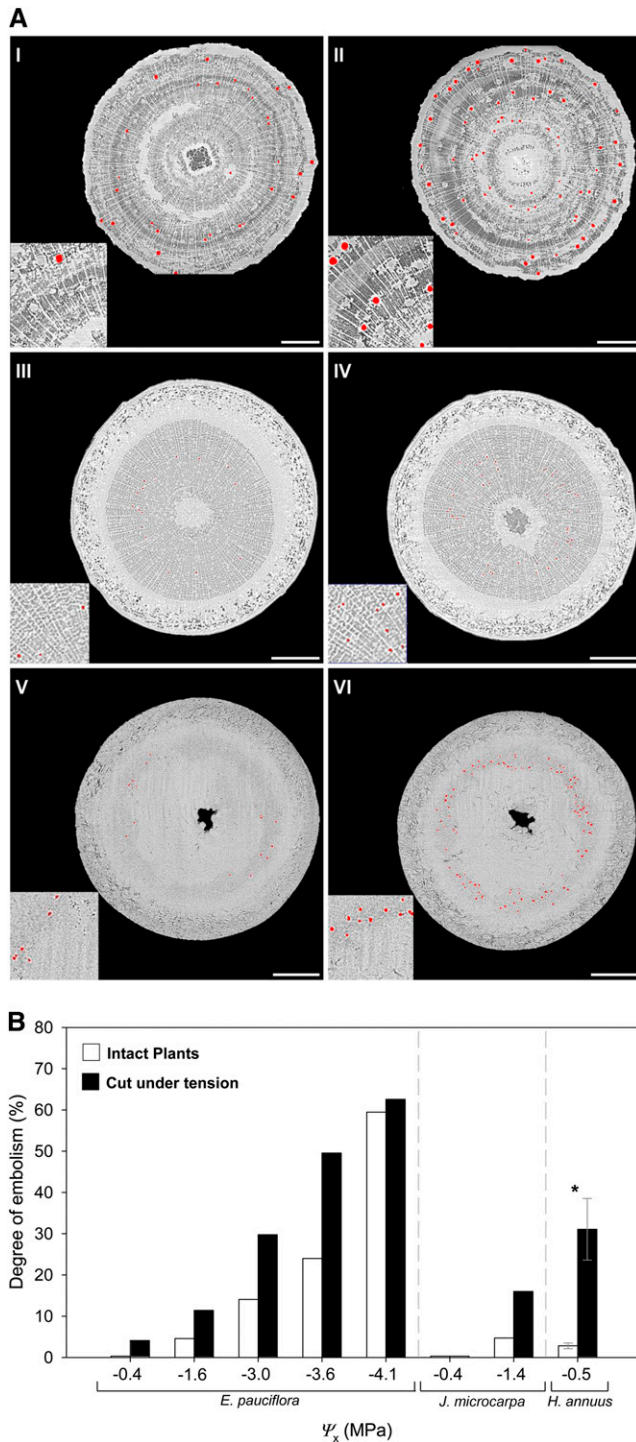 A
I
II
III
IV
V
VI
B
Degree of embolism (%)
80
70
60
50
40
30
20
10
0
Intact Plants
Cut under tension
*
-0.4 -1.6 -3.0 -3.6 -4.1 -0.4 -1.4 -0.5
E. pauciflora J. microcarpa H. annuus
Ψx (MPa)